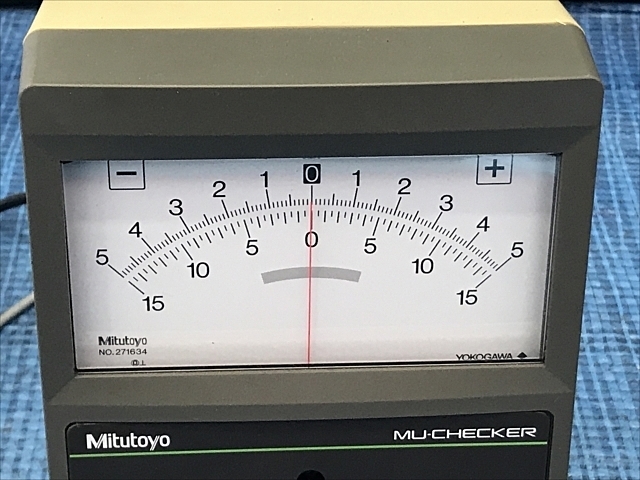 − +
5 4 3 2 1 0 1 2 3 4 5
15 10 5 0 5 10 15
Mitutoyo
NO. 271634
YOKOGAWA
Mitutoyo MU-CHECKER